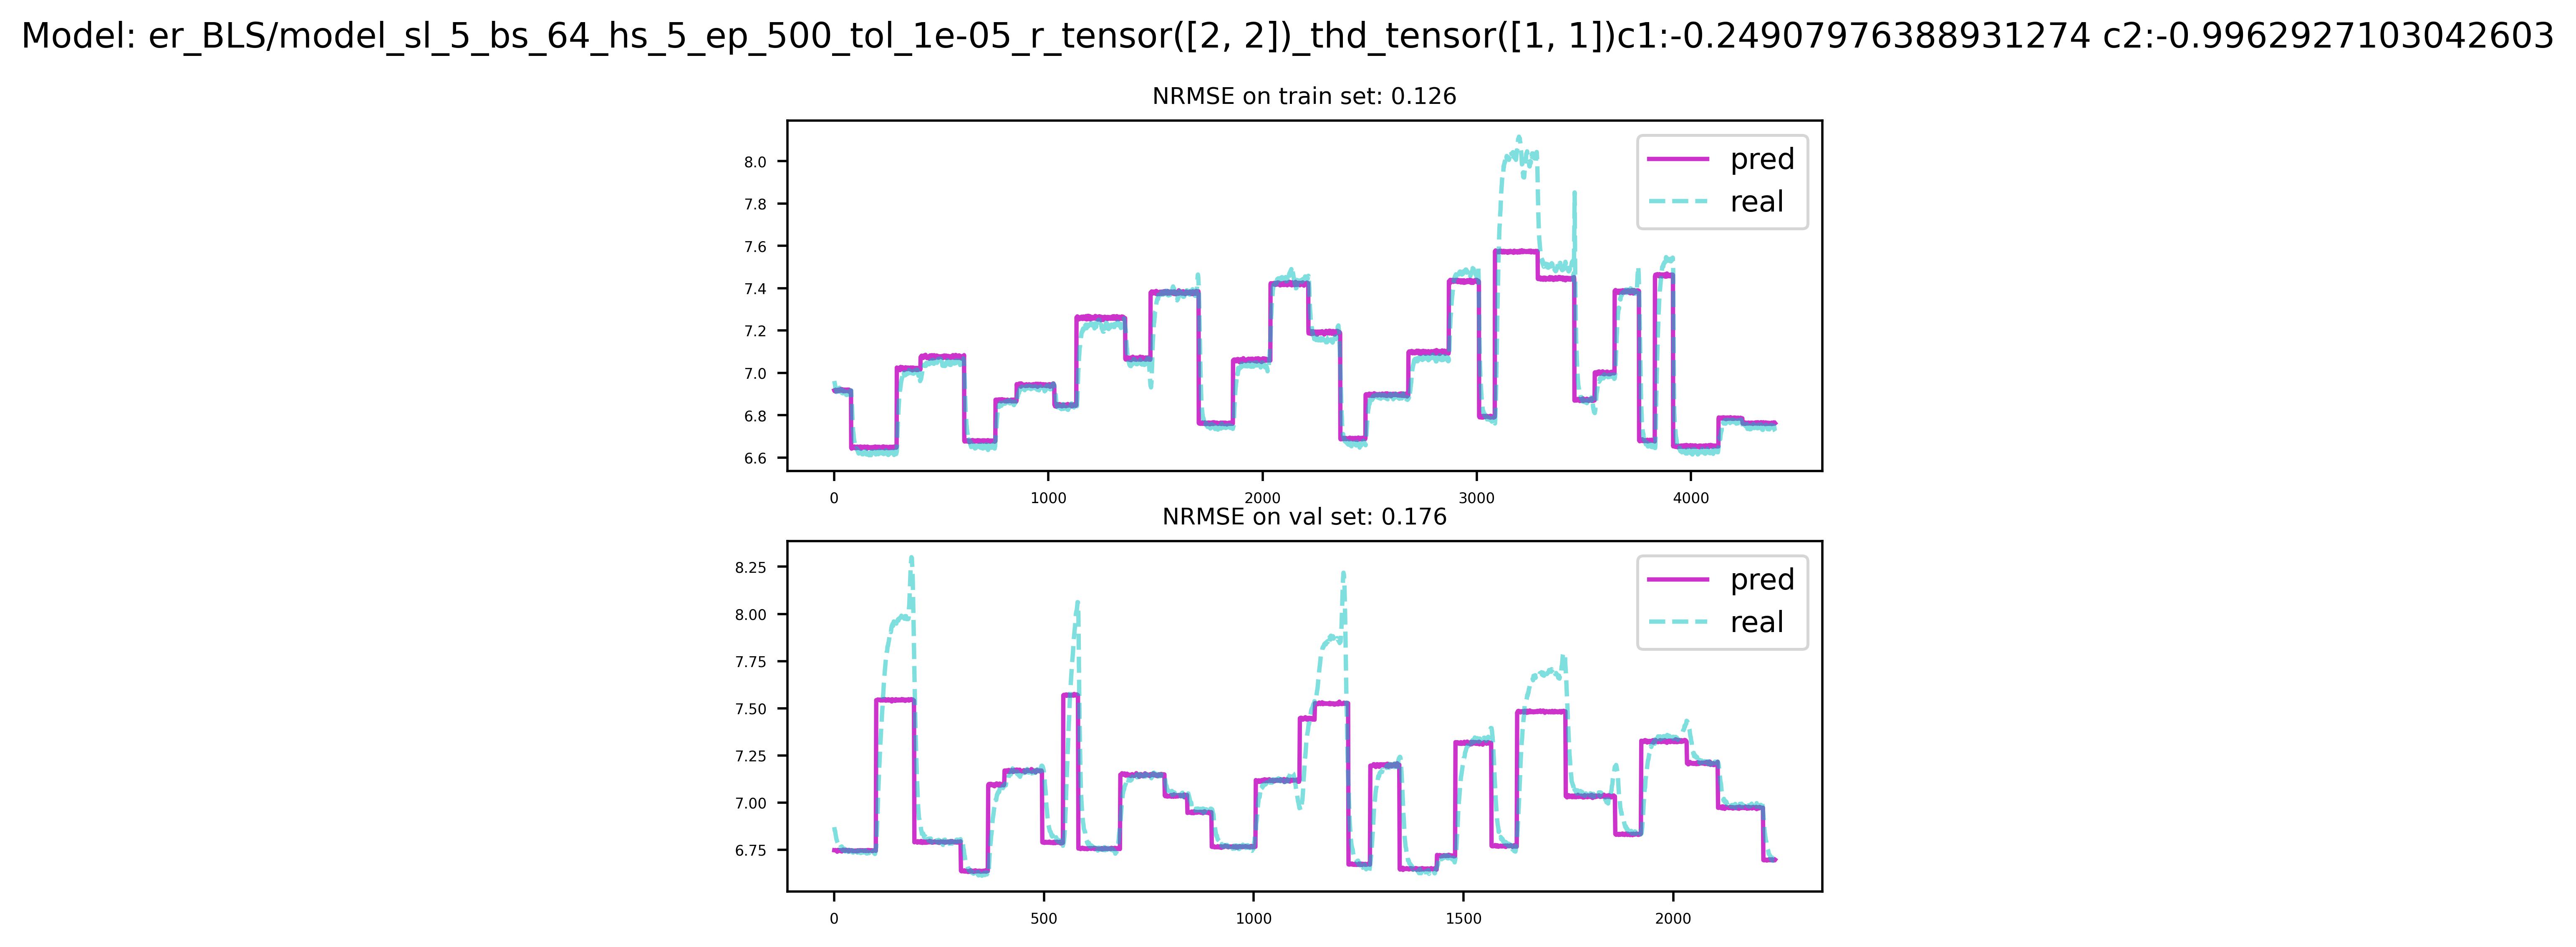 Model: er_BLS/model_sl_5_bs_64_hs_5_ep_500_tol_1e-05_r_tensor([2, 2])_thd_tensor([1, 1])c1:-0.24907976388931274 c2:-0.9962927103042603
NRMSE on train set: 0.126
pred
real
8.0
7.8
7.6
7.4
7.2
7.0
6.8
6.6
0 1000 2000 3000 4000
NRMSE on val set: 0.176
pred
real
8.25
8.00
7.75
7.50
7.25
7.00
6.75
0 500 1000 1500 2000